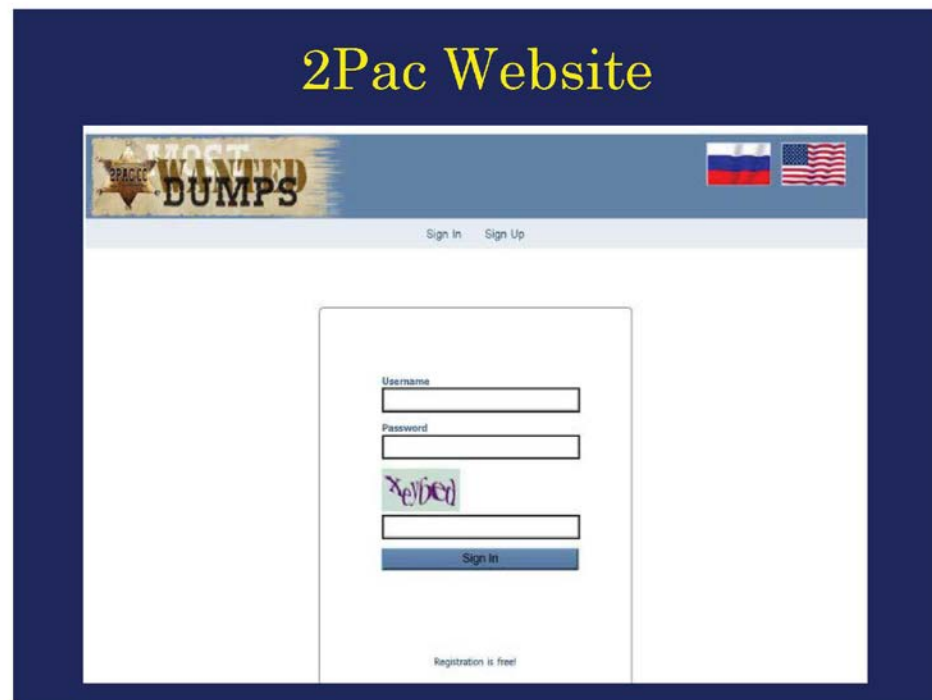 2Pac Website
2PAC.CC
MOST
WANTED
DUMPS
Sign In Sign Up
Username
Password
Sign In
Registration is free!